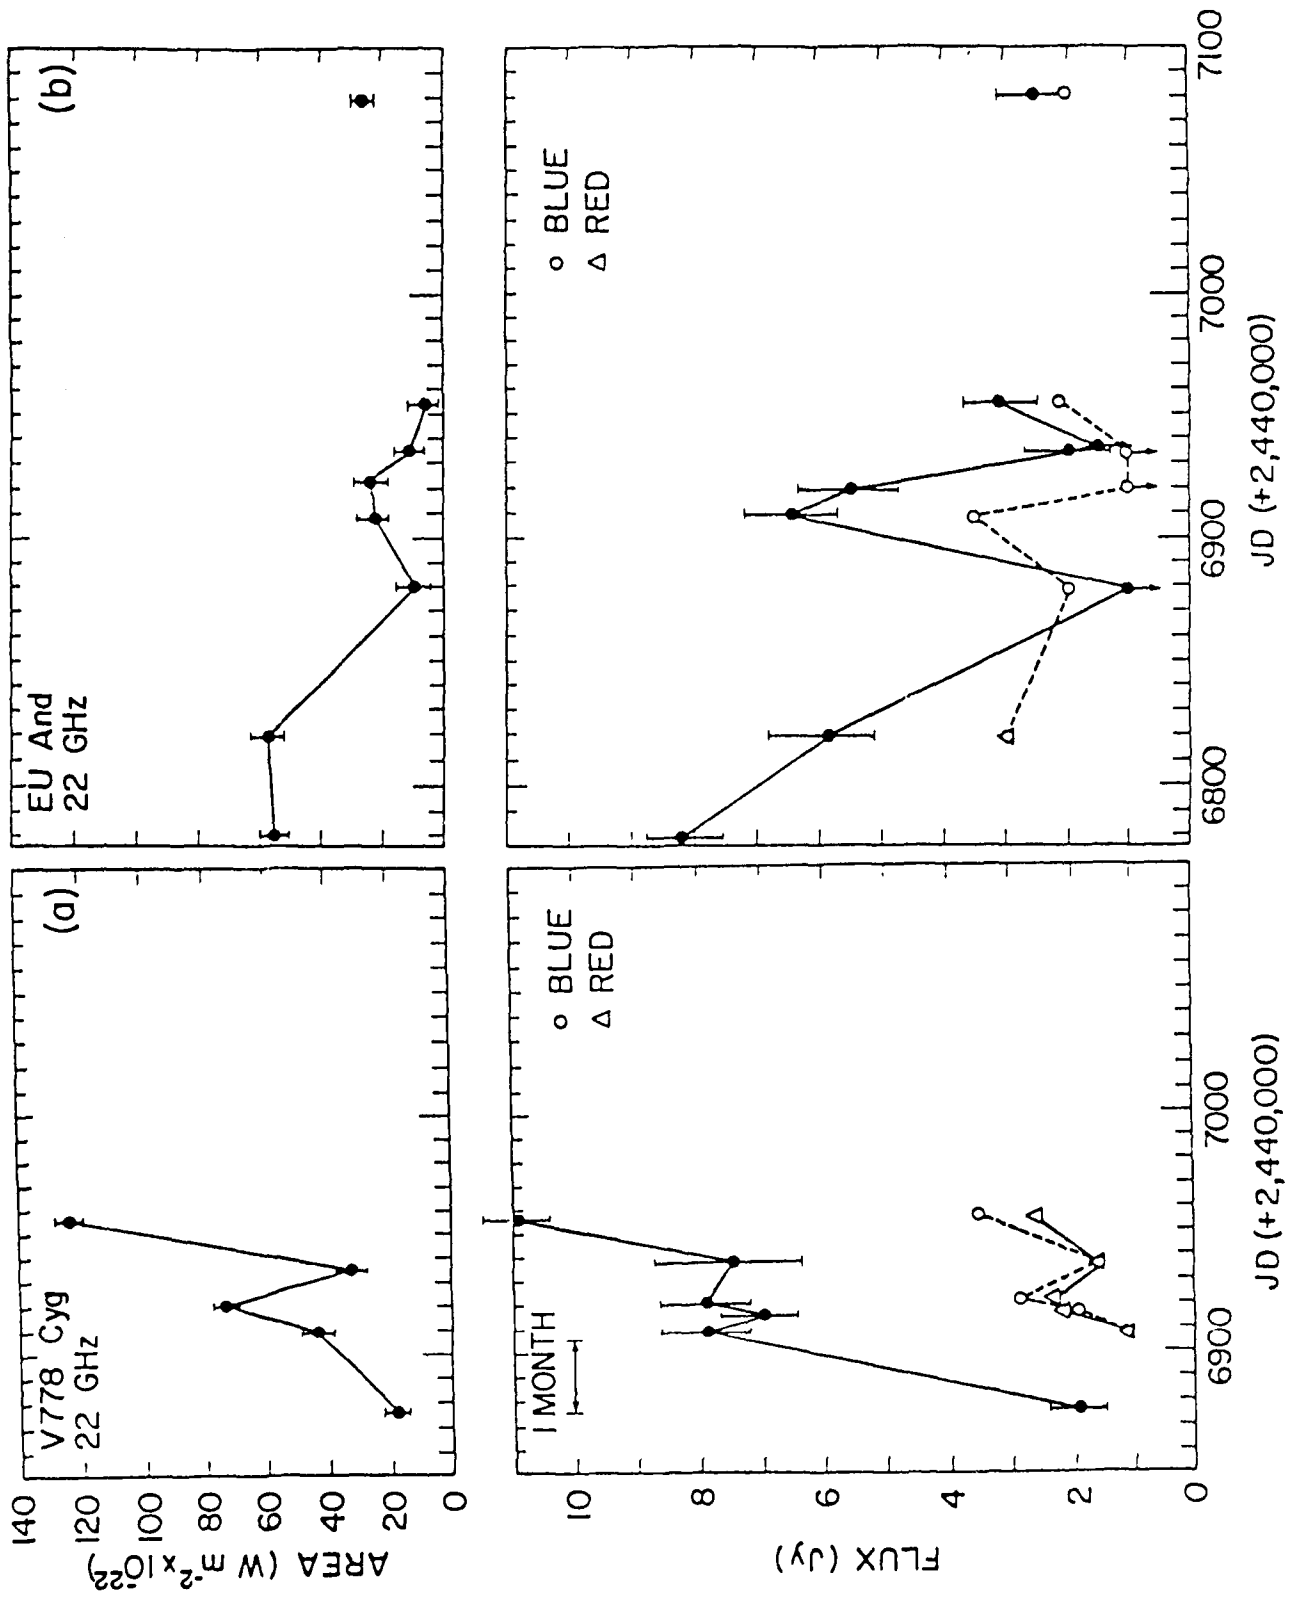 (a)
V778 Cyg
22 GHz
140
120
100
80
60
40
20
0
AREA (W m⁻² x 10⁻²²)
(b)
EU And
22 GHz
1 MONTH
○ BLUE
△ RED
10
8
6
4
2
0
FLUX (Jy)
6900
7000
JD (+2,440,000)
○ BLUE
△ RED
6800
6900
7000
7100
JD (+2,440,000)